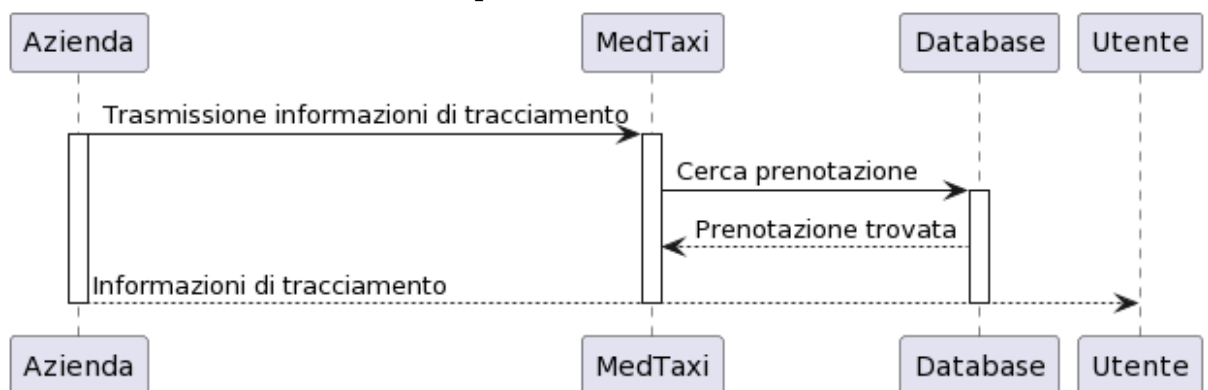 Azienda
MedTaxi
Database
Utente
Trasmissione informazioni di tracciamento
Cerca prenotazione
Prenotazione trovata
Informazioni di tracciamento
Azienda
MedTaxi
Database
Utente